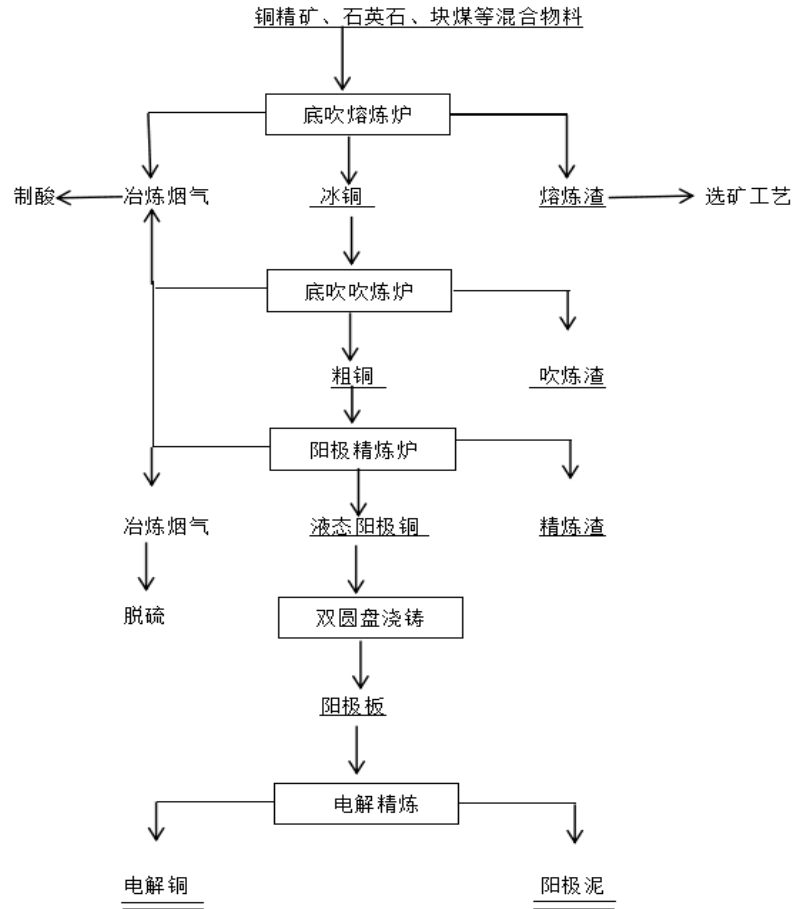 铜精矿、石英石、块煤等混合物料
底吹熔炼炉
制酸
冶炼烟气
冰铜
熔炼渣
选矿工艺
底吹吹炼炉
粗铜
吹炼渣
阳极精炼炉
冶炼烟气
液态阳极铜
精炼渣
脱硫
双圆盘浇铸
阳极板
电解精炼
电解铜
阳极泥